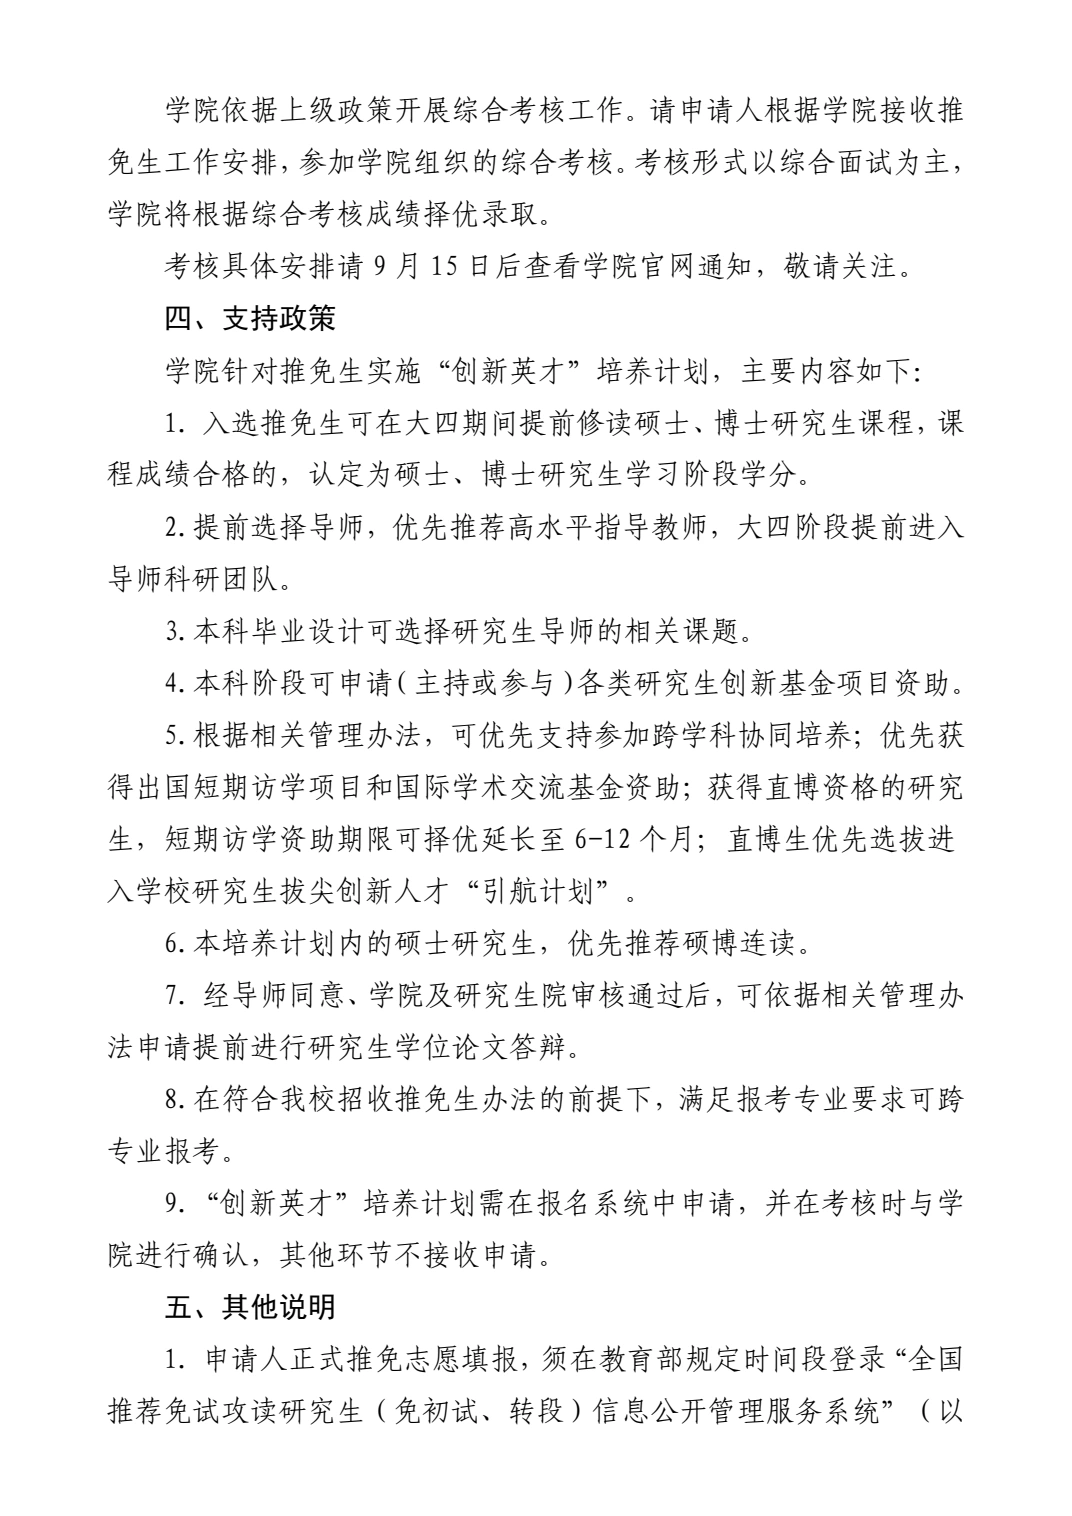 学院依据上级政策开展综合考核工作。请申请人根据学院接收推
免生工作安排，参加学院组织的综合考核。考核形式以综合面试为主，
学院将根据综合考核成绩择优录取。
考核具体安排请 9 月 15 日后查看学院官网通知，敬请关注。
四、支持政策
学院针对推免生实施“创新英才”培养计划，主要内容如下：
1. 入选推免生可在大四期间提前修读硕士、博士研究生课程，课
程成绩合格的，认定为硕士、博士研究生学习阶段学分。
2.提前选择导师，优先推荐高水平指导教师，大四阶段提前进入
导师科研团队。
3.本科毕业设计可选择研究生导师的相关课题。
4.本科阶段可申请（主持或参与）各类研究生创新基金项目资助。
5.根据相关管理办法，可优先支持参加跨学科协同培养；优先获
得出国短期访学项目和国际学术交流基金资助；获得直博资格的研究
生，短期访学资助期限可择优延长至 6-12 个月；直博生优先选拔进
入学校研究生拔尖创新人才“引航计划”。
6.本培养计划内的硕士研究生，优先推荐硕博连读。
7. 经导师同意、学院及研究生院审核通过后，可依据相关管理办
法申请提前进行研究生学位论文答辩。
8.在符合我校招收推免生办法的前提下，满足报考专业要求可跨
专业报考。
9.“创新英才”培养计划需在报名系统中申请，并在考核时与学
院进行确认，其他环节不接收申请。
五、其他说明
1. 申请人正式推免志愿填报，须在教育部规定时间段登录“全国
推荐免试攻读研究生（免初试、转段）信息公开管理服务系统”（以